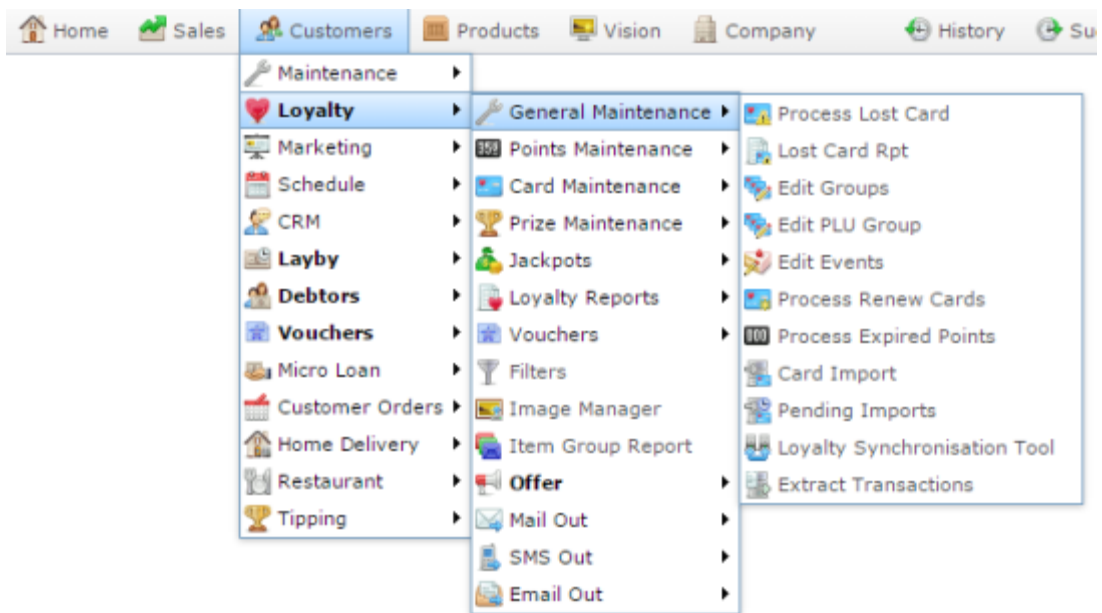 Home Sales Customers Products Vision Company History Su
Maintenance
Loyalty
Marketing
Schedule
CRM
Layby
Debtors
Vouchers
Micro Loan
Customer Orders
Home Delivery
Restaurant
Tipping
General Maintenance
Points Maintenance
Card Maintenance
Prize Maintenance
Jackpots
Loyalty Reports
Vouchers
Filters
Image Manager
Item Group Report
Offer
Mail Out
SMS Out
Email Out
Process Lost Card
Lost Card Rpt
Edit Groups
Edit PLU Group
Edit Events
Process Renew Cards
Process Expired Points
Card Import
Pending Imports
Loyalty Synchronisation Tool
Extract Transactions